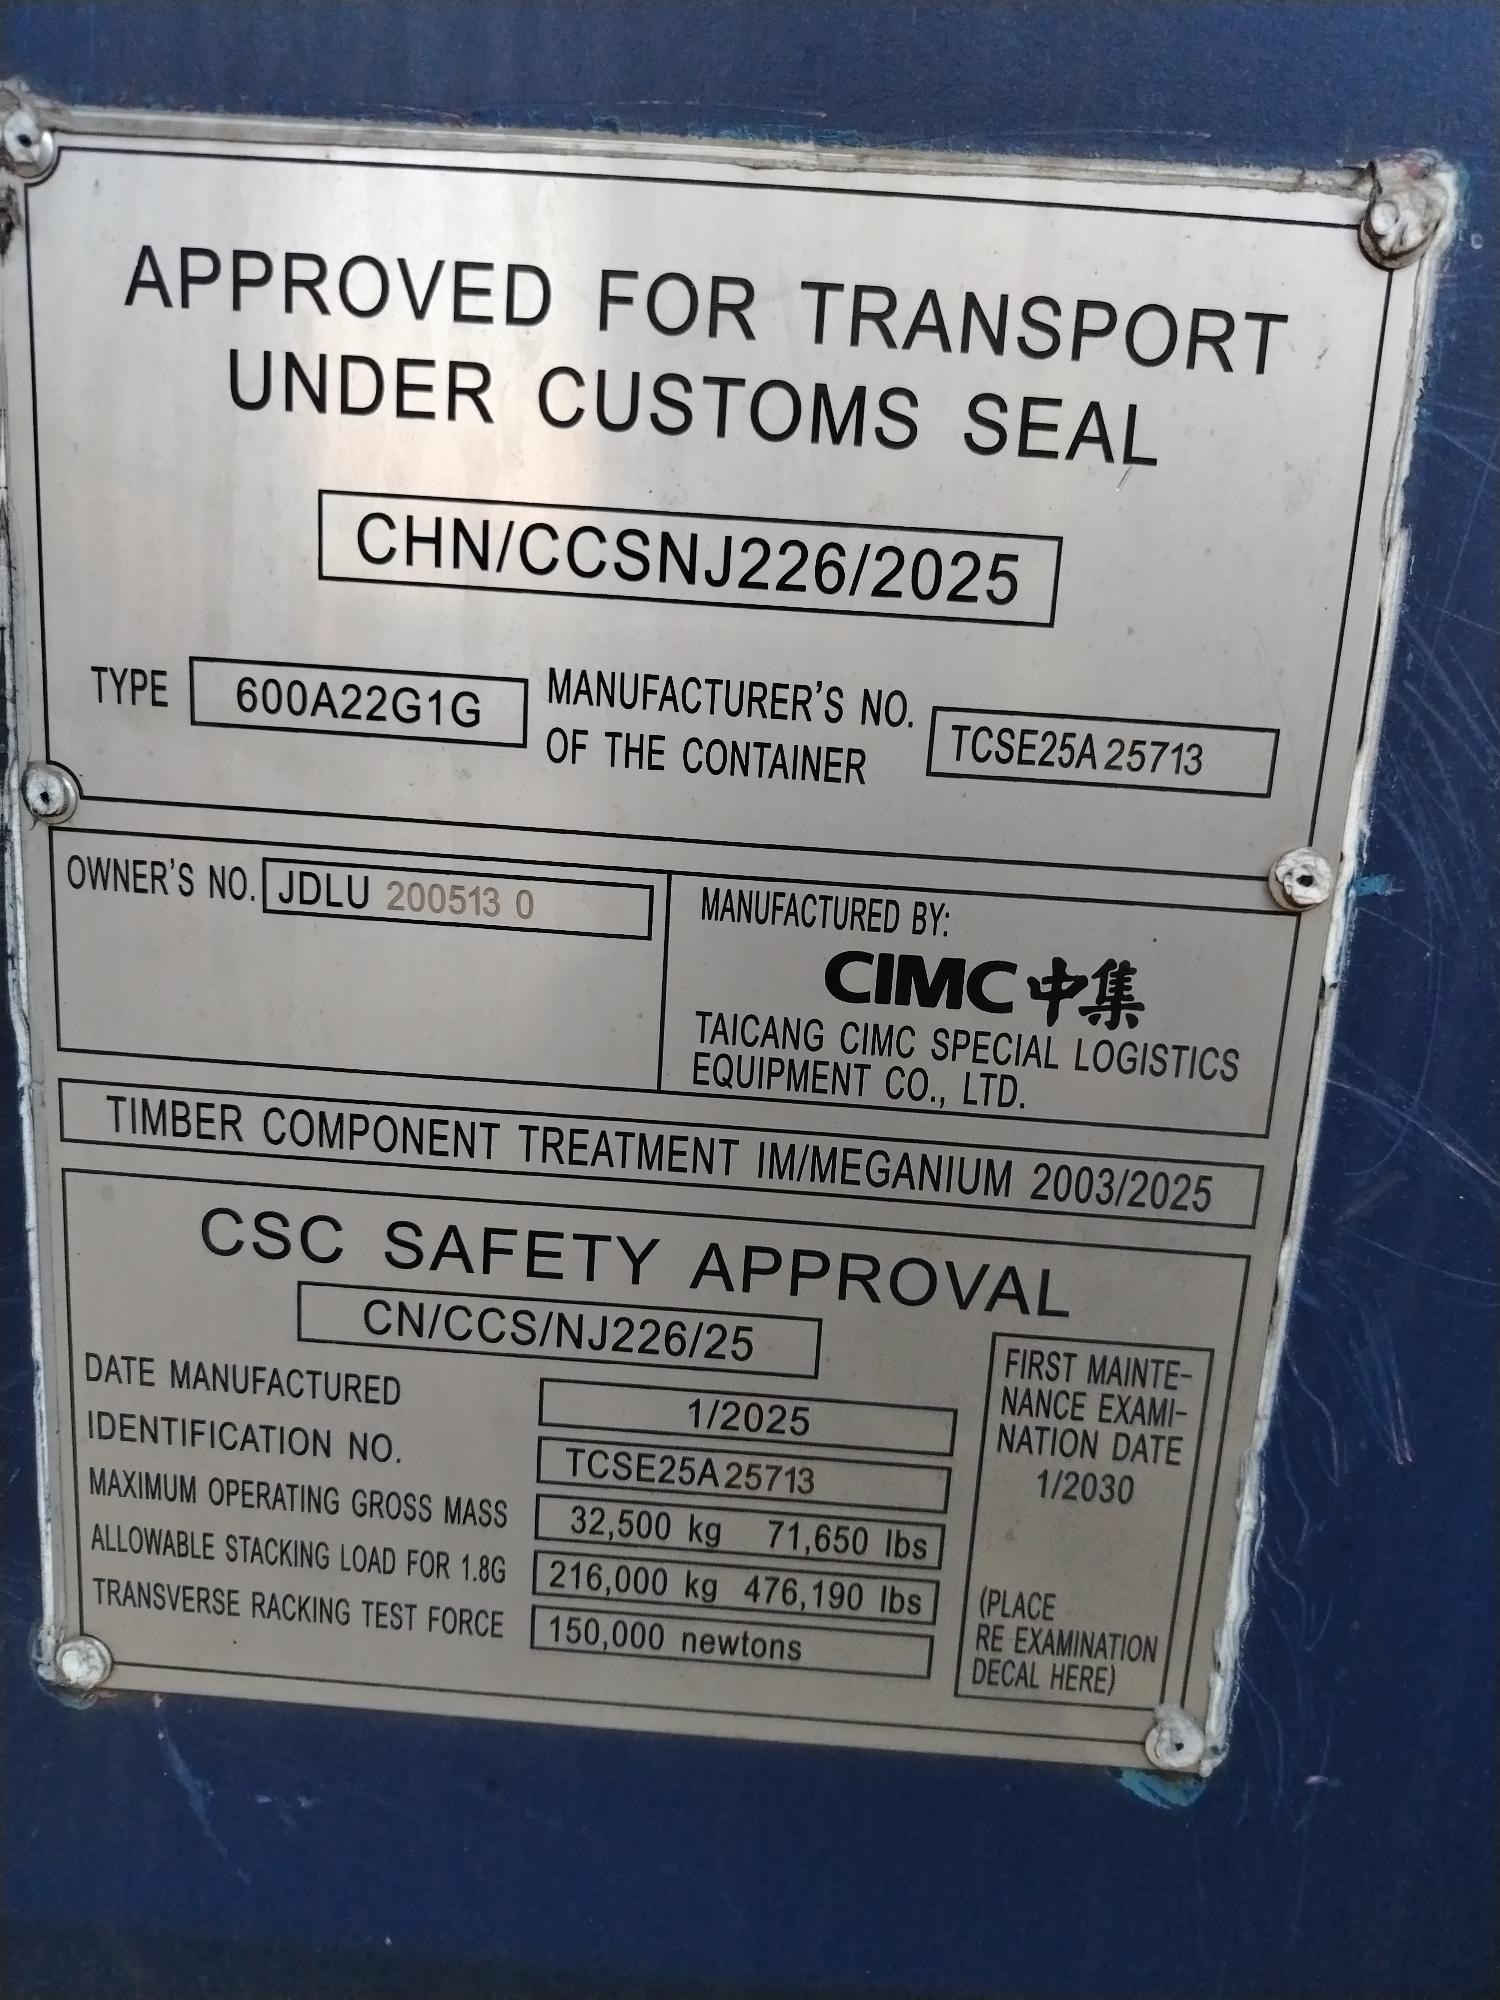 APPROVED FOR TRANSPORT
UNDER CUSTOMS SEAL
CHN/CCSNJ226/2025
TYPE 600A22G1G
MANUFACTURER'S NO.
OF THE CONTAINER
TCSE25A 25713
OWNER'S NO. JDLU 200513 0
MANUFACTURED BY:
CIMC 中集
TAICANG CIMC SPECIAL LOGISTICS
EQUIPMENT CO., LTD.
TIMBER COMPONENT TREATMENT IM/MEGANIUM 2003/2025
CSC SAFETY APPROVAL
CN/CCS/NJ226/25
DATE MANUFACTURED 1/2025
IDENTIFICATION NO. TCSE25A 25713
MAXIMUM OPERATING GROSS MASS 32,500 kg 71,650 lbs
ALLOWABLE STACKING LOAD FOR 1.8G 216,000 kg 476,190 lbs
TRANSVERSE RACKING TEST FORCE 150,000 newtons
FIRST MAINTE-
NANCE EXAMI-
NATION DATE
1/2030
(PLACE
RE EXAMINATION
DECAL HERE)